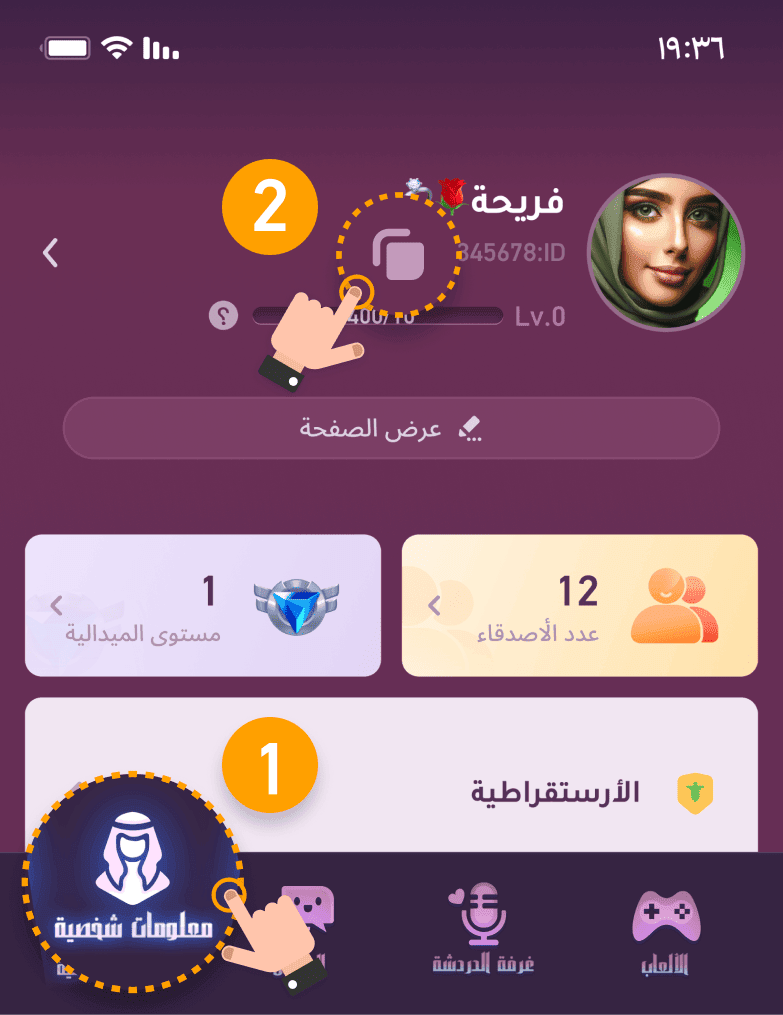 ١٩:٣٦
2
فريحة
345678:ID
Lv.0
400/10
؟
عرض الصفحة
12
عدد الأصدقاء
1
مستوى الميدالية
1
الأرستقراطية
الألعاب
غرفة الدردشة
معلومات شخصية